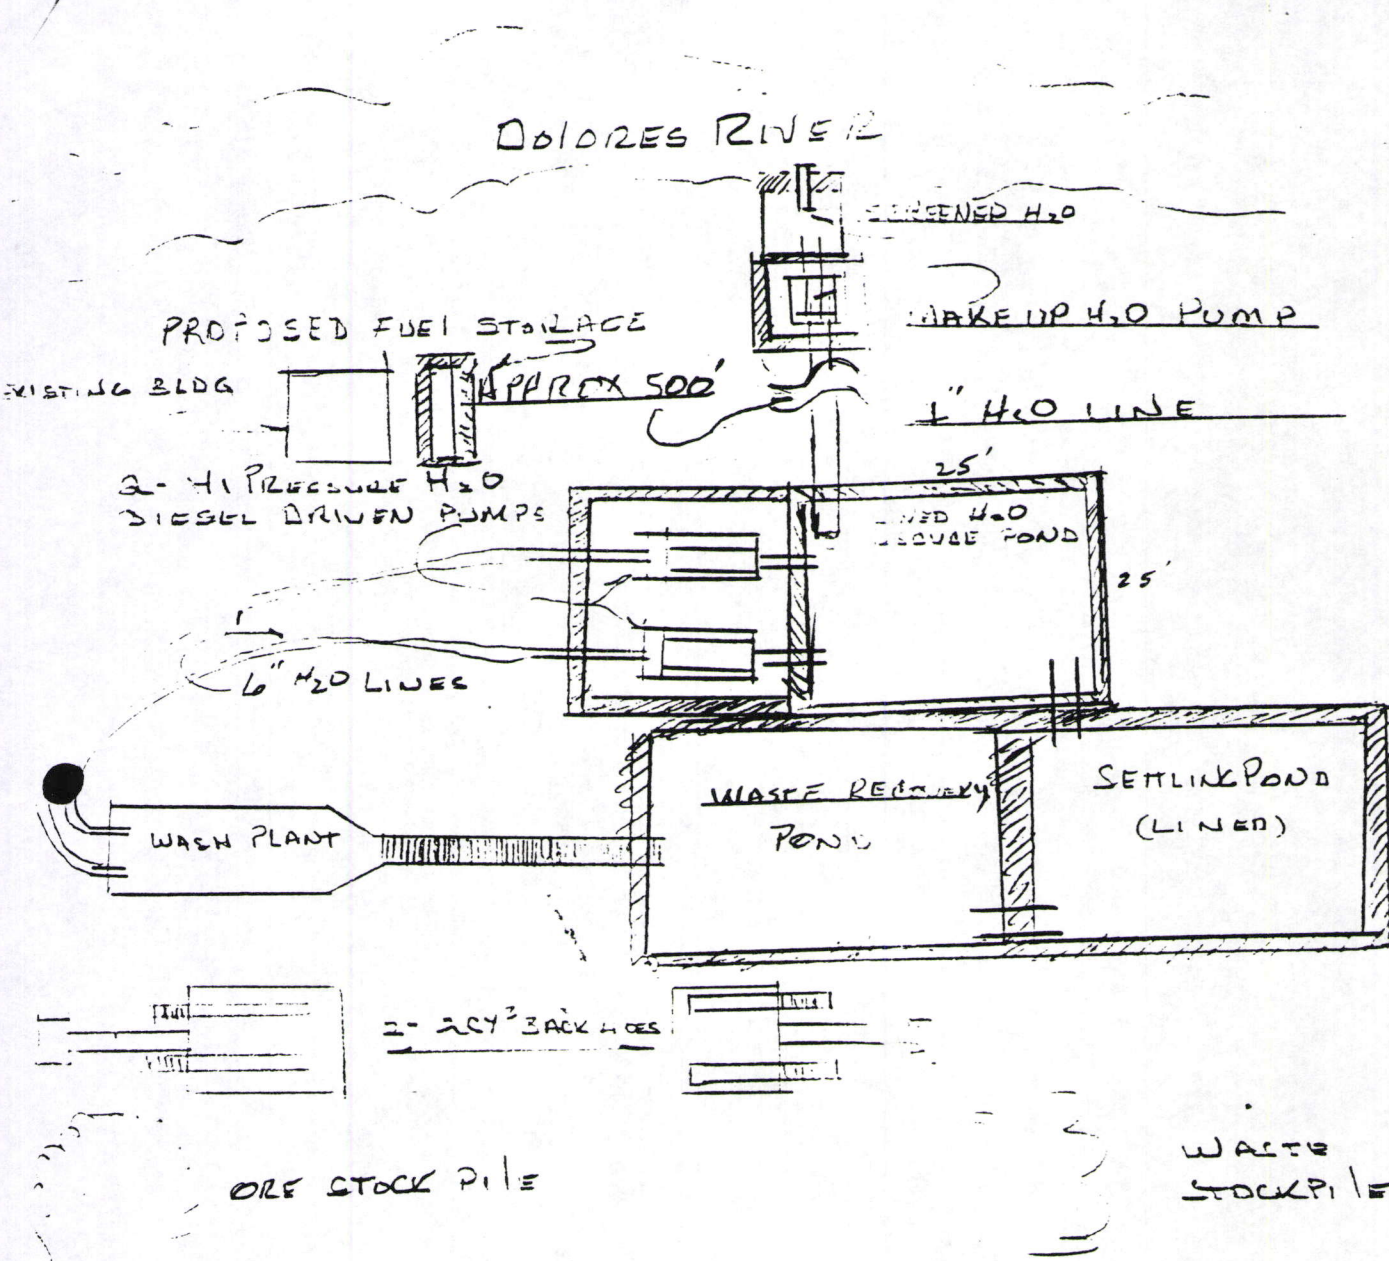 DOLORES RIVER
SCREENED H2O
MAKE UP H2O PUMP
PROPOSED FUEL STORAGE
EXISTING BLDG
APPROX 500'
1" H2O LINE
2- HI PRESSURE H2O
DIESEL DRIVEN PUMPS
25'
LINED H2O
POND
25'
6" H2O LINES
WASH PLANT
WASTE RECOVERY
POND
SETTLING POND
(LINED)
2- 2CY3 BACK HOES
ORE STOCK PILE
WASTE
STOCKPILE